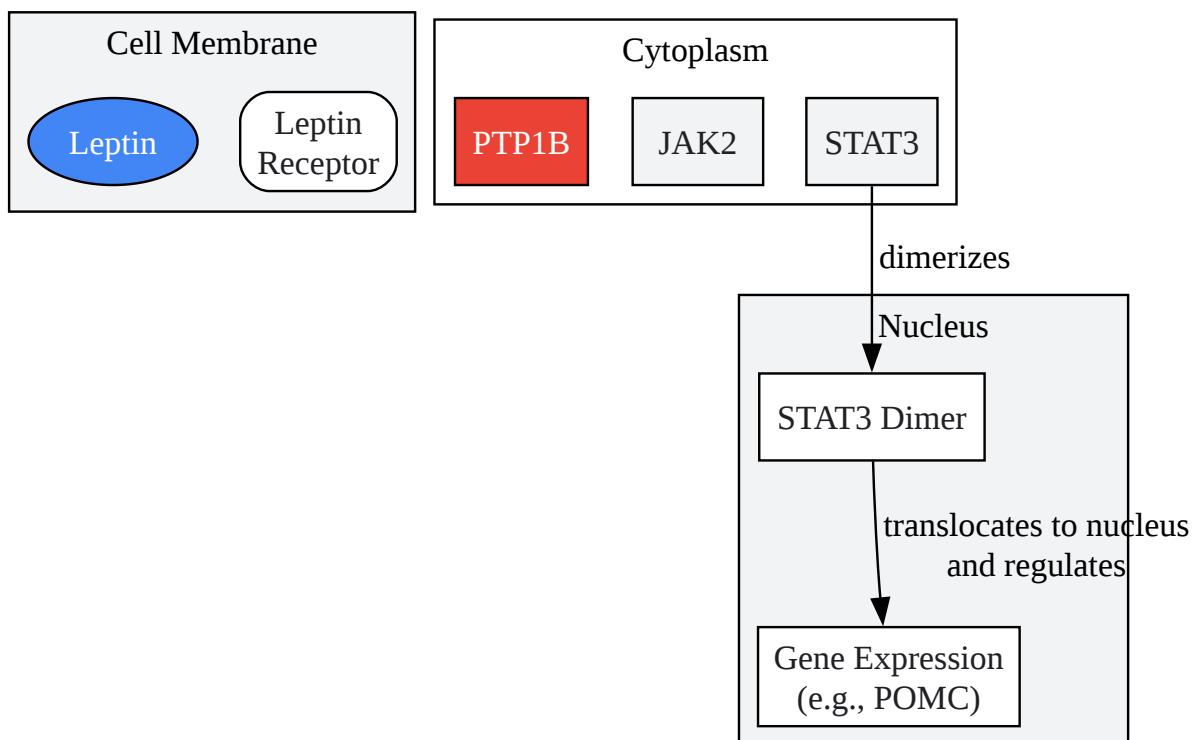 Cell Membrane
Leptin
Leptin
Receptor
Cytoplasm
PTP1B
JAK2
STAT3
dimerizes
Nucleus
STAT3 Dimer
translocates to nucleus
and regulates
Gene Expression
(e.g., POMC)